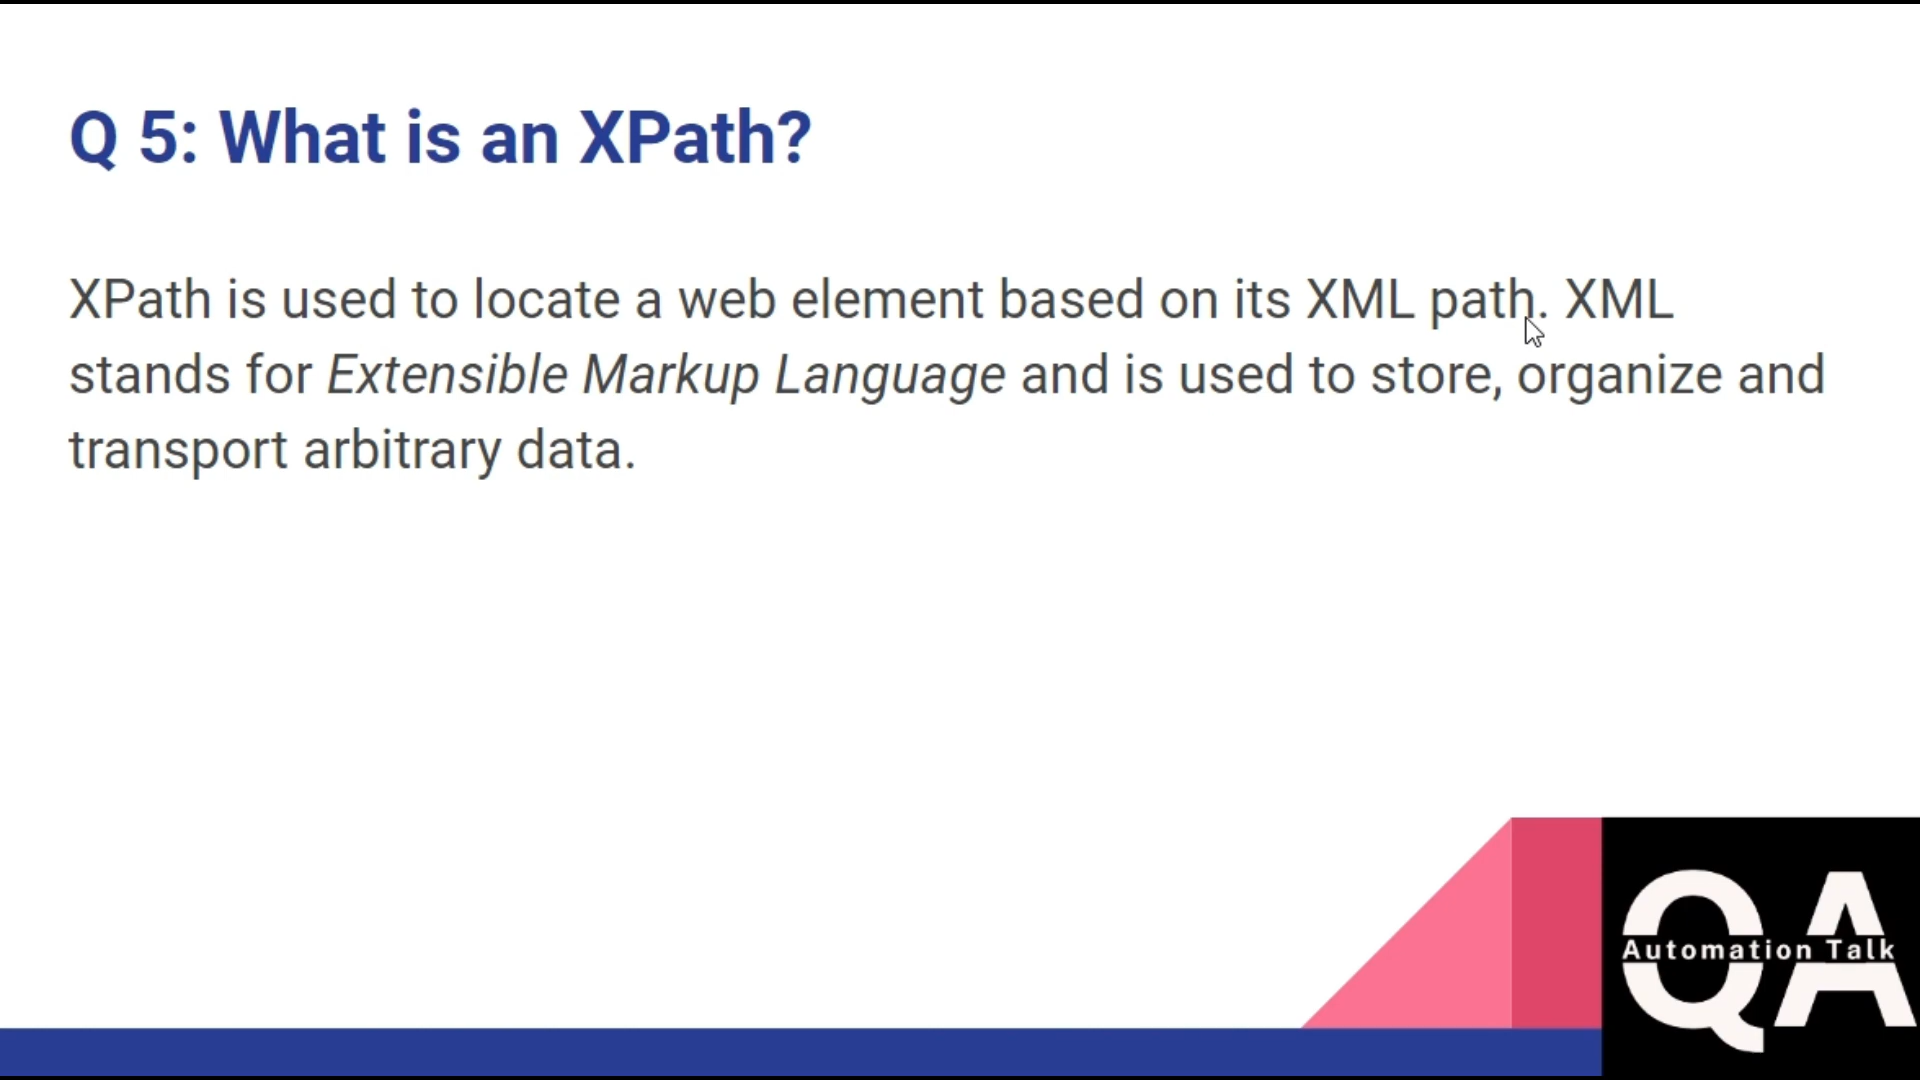 Q 5: What is an XPath?
XPath is used to locate a web element based on its XML path. XML
stands for Extensible Markup Language and is used to store, organize and
transport arbitrary data.
QA
Automation Talk